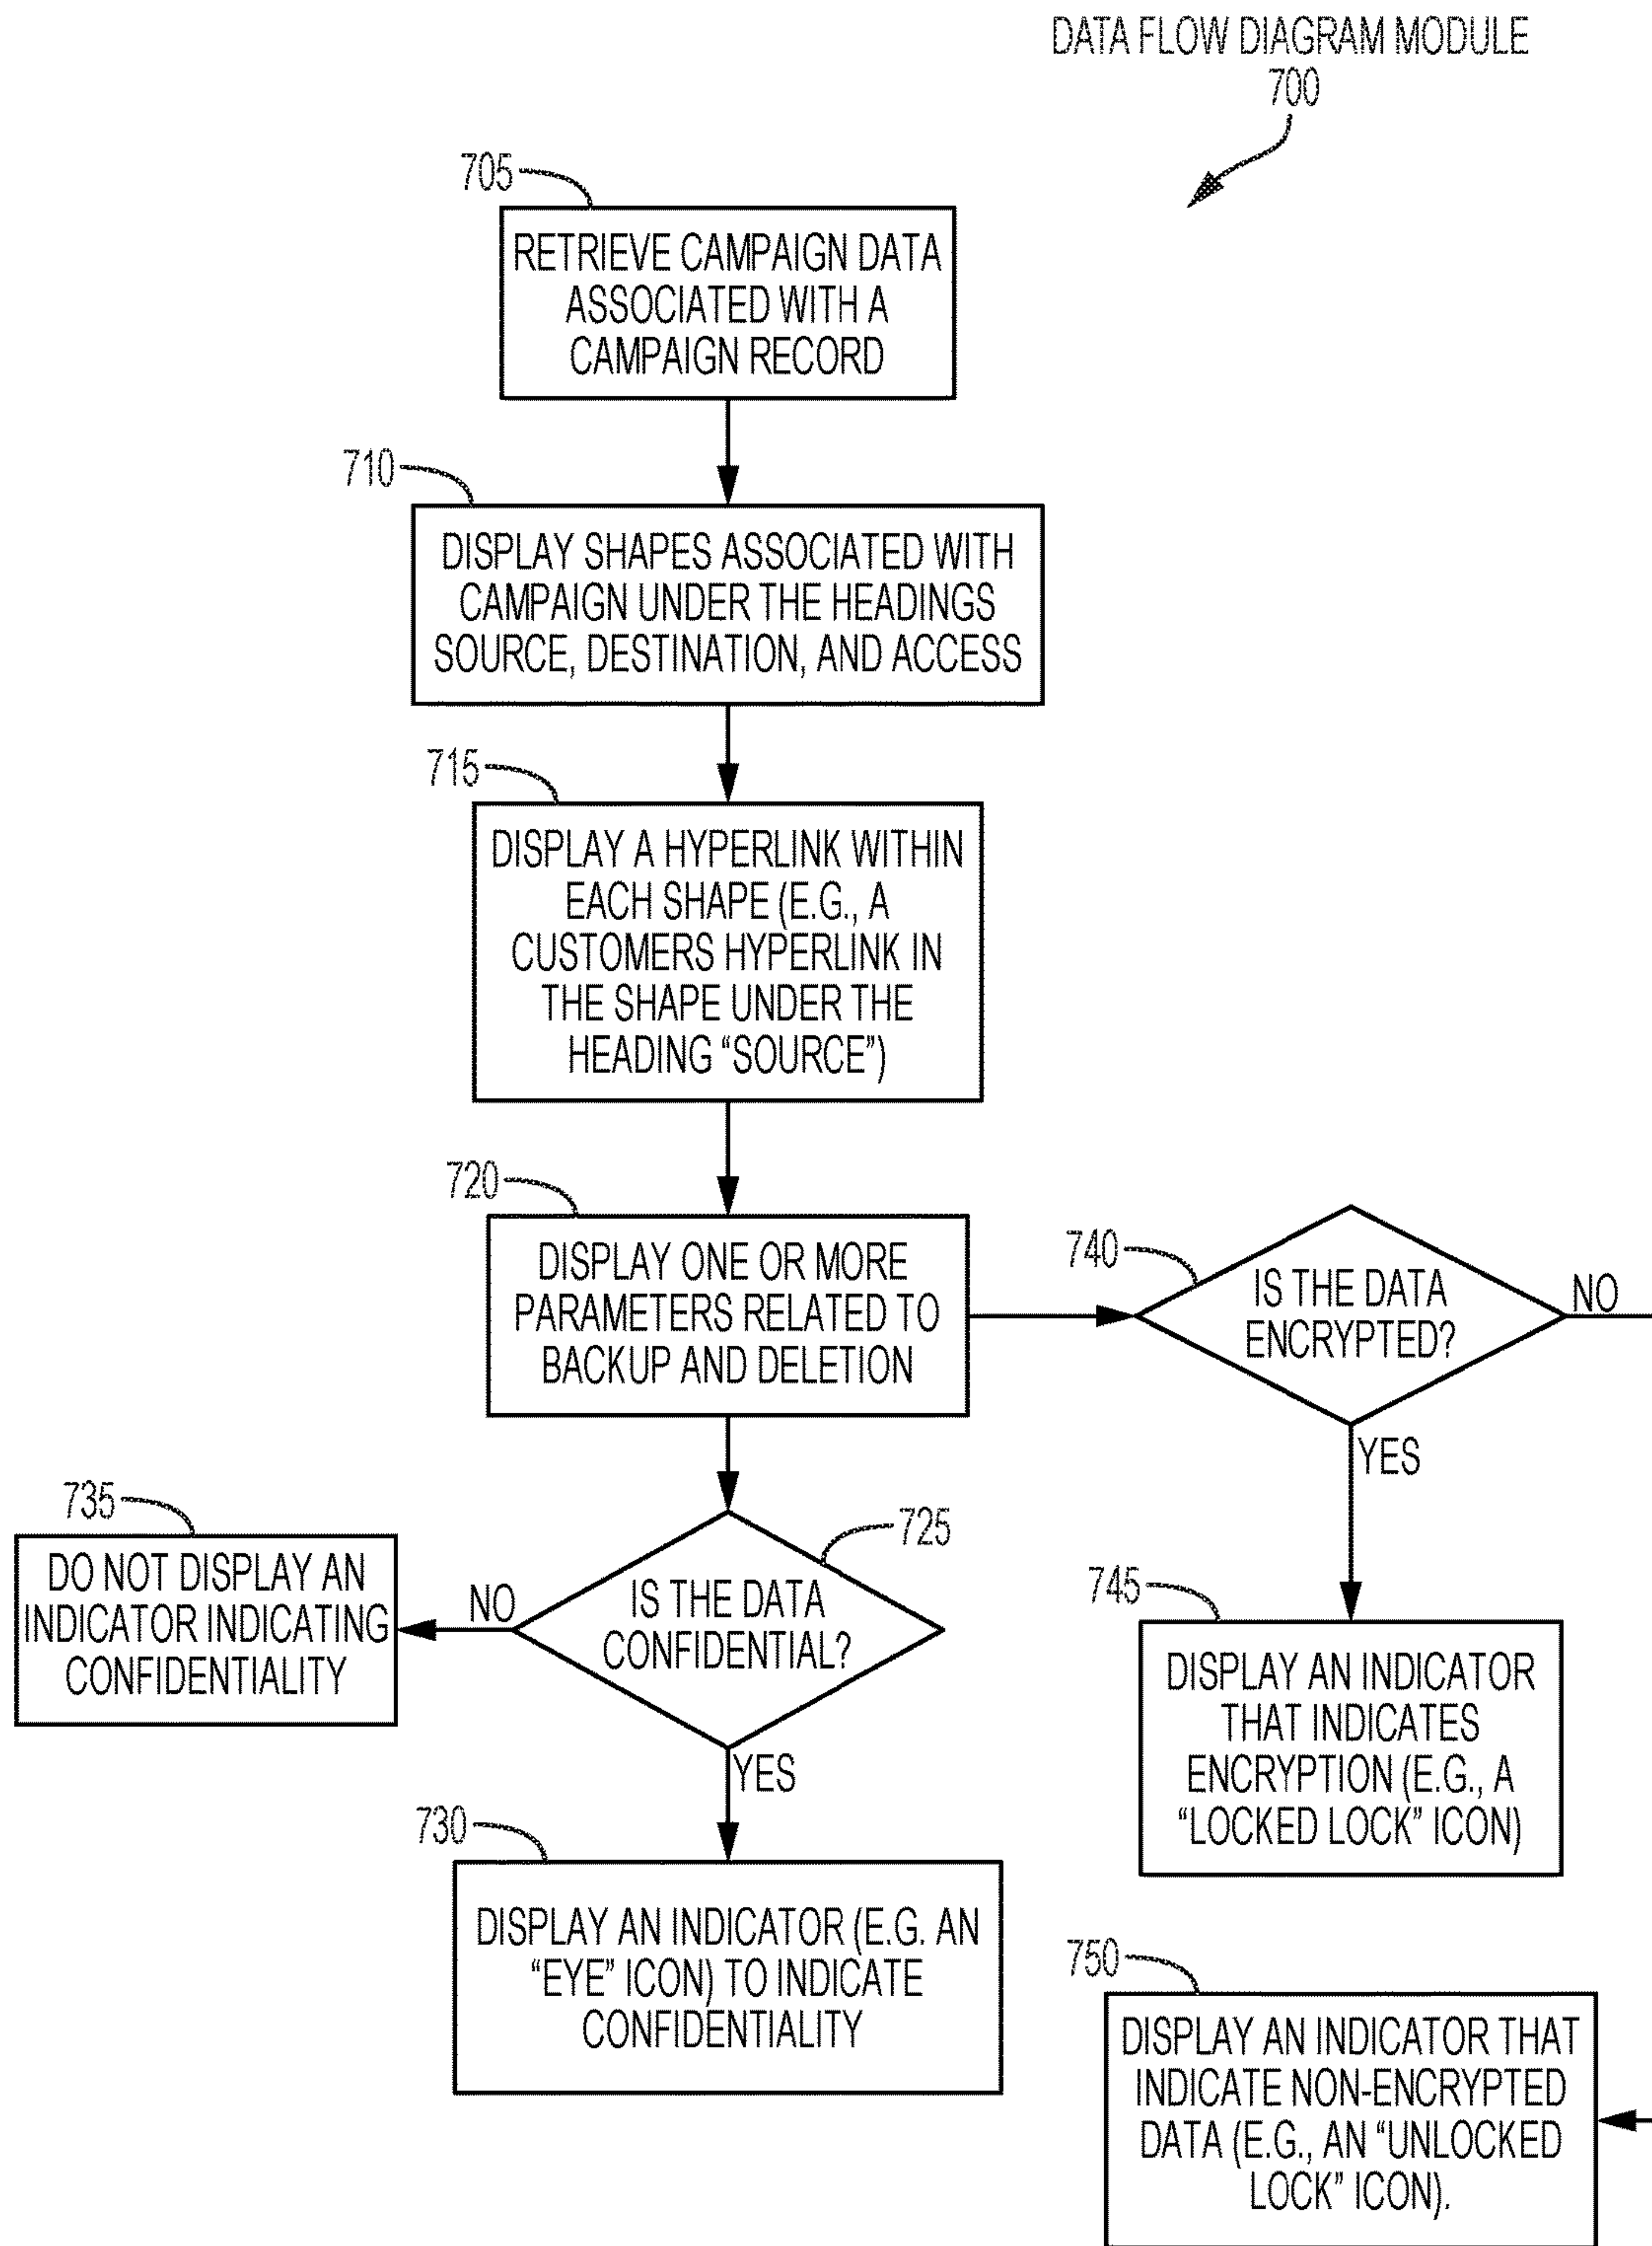 DATA FLOW DIAGRAM MODULE
700
705
RETRIEVE CAMPAIGN DATA
ASSOCIATED WITH A
CAMPAIGN RECORD
710
DISPLAY SHAPES ASSOCIATED WITH
CAMPAIGN UNDER THE HEADINGS
SOURCE, DESTINATION, AND ACCESS
715
DISPLAY A HYPERLINK WITHIN
EACH SHAPE (E.G., A
CUSTOMERS HYPERLINK IN
THE SHAPE UNDER THE
HEADING “SOURCE”)
720
DISPLAY ONE OR MORE
PARAMETERS RELATED TO
BACKUP AND DELETION
740
IS THE DATA
ENCRYPTED?
NO
YES
735
DO NOT DISPLAY AN
INDICATOR INDICATING
CONFIDENTIALITY
NO
725
IS THE DATA
CONFIDENTIAL?
YES
745
DISPLAY AN INDICATOR
THAT INDICATES
ENCRYPTION (E.G., A
“LOCKED LOCK” ICON)
730
DISPLAY AN INDICATOR (E.G. AN
“EYE” ICON) TO INDICATE
CONFIDENTIALITY
750
DISPLAY AN INDICATOR THAT
INDICATE NON-ENCRYPTED
DATA (E.G., AN “UNLOCKED
LOCK” ICON).